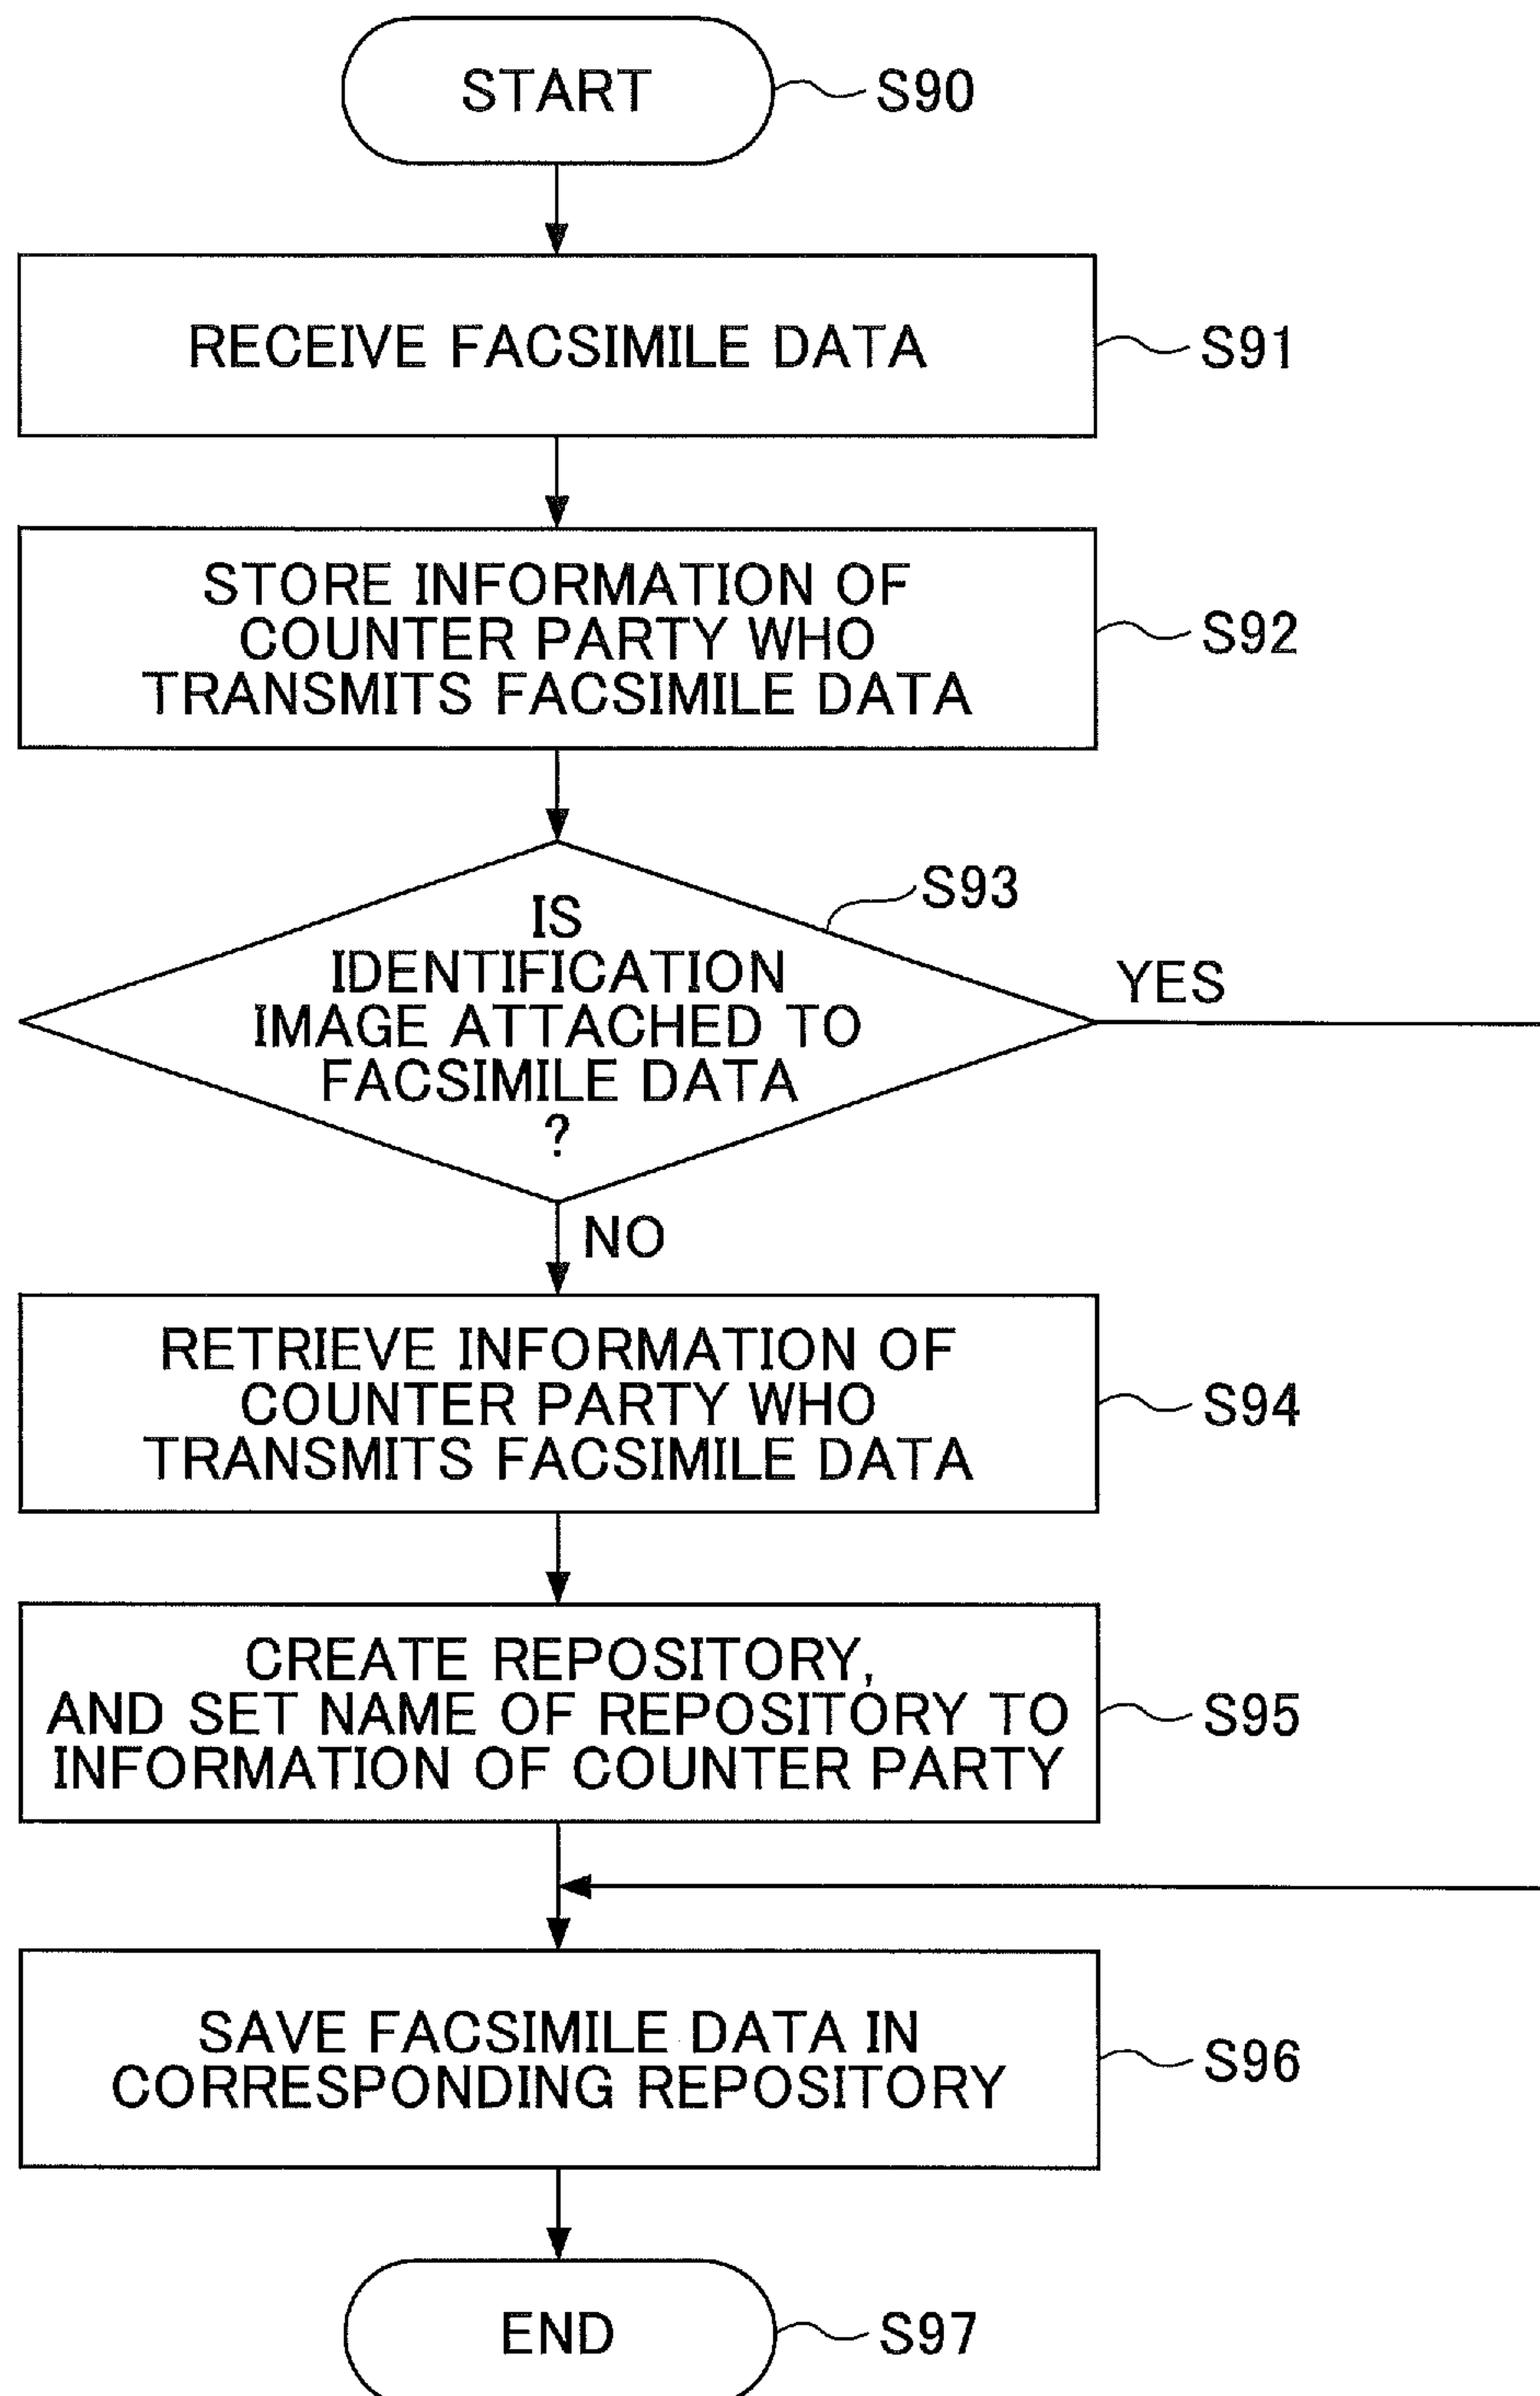 START
S90
RECEIVE FACSIMILE DATA
S91
STORE INFORMATION OF
COUNTER PARTY WHO
TRANSMITS FACSIMILE DATA
S92
IS
IDENTIFICATION
IMAGE ATTACHED TO
FACSIMILE DATA
?
S93
YES
NO
RETRIEVE INFORMATION OF
COUNTER PARTY WHO
TRANSMITS FACSIMILE DATA
S94
CREATE REPOSITORY,
AND SET NAME OF REPOSITORY TO
INFORMATION OF COUNTER PARTY
S95
SAVE FACSIMILE DATA IN
CORRESPONDING REPOSITORY
S96
END
S97